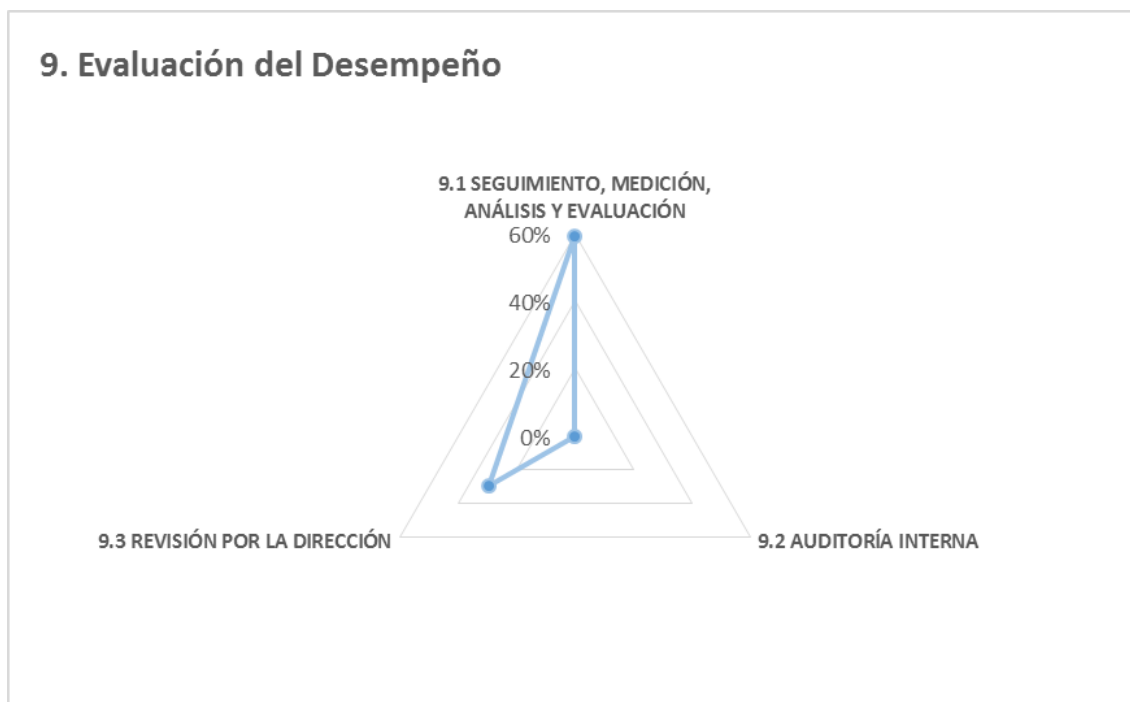 9. Evaluación del Desempeño
9.1 SEGUIMIENTO, MEDICIÓN,
ANÁLISIS Y EVALUACIÓN
60%
40%
20%
0%
9.3 REVISIÓN POR LA DIRECCIÓN
9.2 AUDITORÍA INTERNA